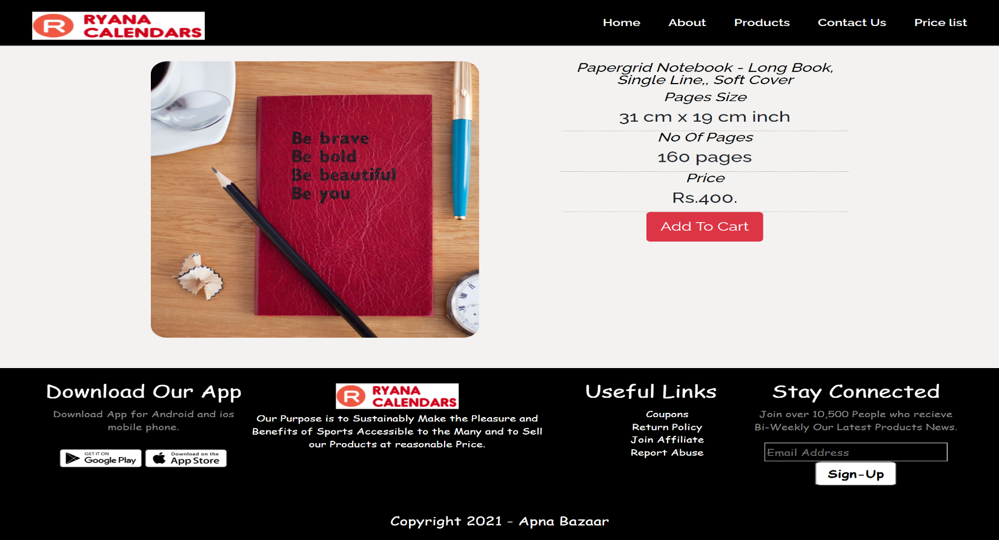 RYANA
CALENDARS
Home About Products Contact Us Price list
Be brave
Be bold
Be beautiful
Be you
Papergrid Notebook - Long Book,
Single Line,, Soft Cover
Pages Size
31 cm x 19 cm inch
No Of Pages
160 pages
Price
Rs.400.
Add To Cart
Download Our App
Download App for Android and ios
mobile phone.
GET IT ON
Google Play
Download on the
App Store
RYANA
CALENDARS
Our Purpose is to Sustainably Make the Pleasure and
Benefits of Sports Accessible to the Many and to Sell
our Products at reasonable Price.
Useful Links
Coupons
Return Policy
Join Affiliate
Report Abuse
Stay Connected
Join over 10,500 People who recieve
Bi-Weekly Our Latest Products News.
Email Address
Sign-Up
Copyright 2021 - Apna Bazaar